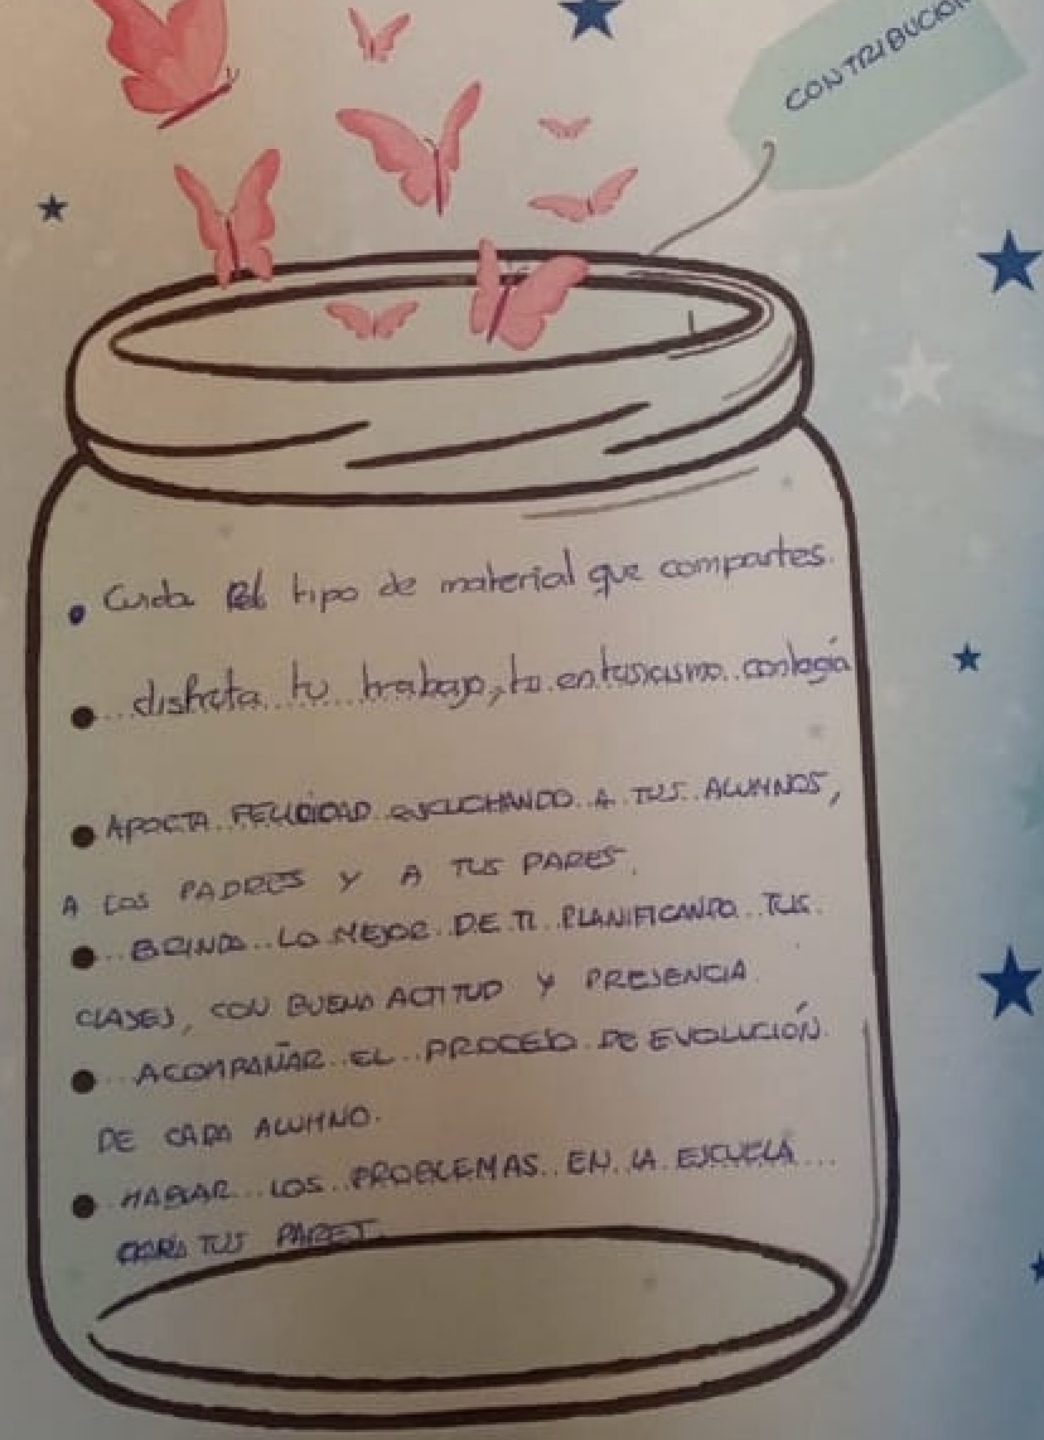 CONTRIBUCION
• Cuida el tipo de material que compartes.
• disfruta tu trabajo, tu entusiasmo contagia
• APORTA FELICIDAD ESCUCHANDO A TUS ALUMNOS,
A LOS PADRES Y A TUS PARES.
• BRINDA LO MEJOR DE TI PLANIFICANDO TUS
CLASES, CON BUENA ACTITUD Y PRESENCIA
• ACOMPAÑAR EL PROCESO DE EVOLUCIÓN
DE CADA ALUMNO.
• HABLAR LOS PROBLEMAS EN LA ESCUELA
TUS PARES.